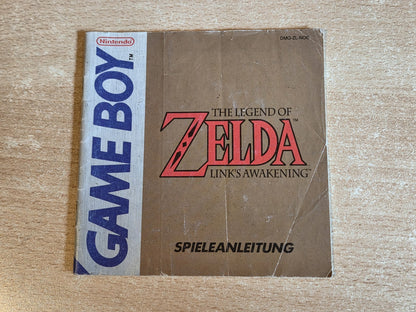 Nintendo
GAME BOY
TM
DMG-ZL-NOE
THE LEGEND OF
ZELDA
LINK'S AWAKENING
SPIELEANLEITUNG